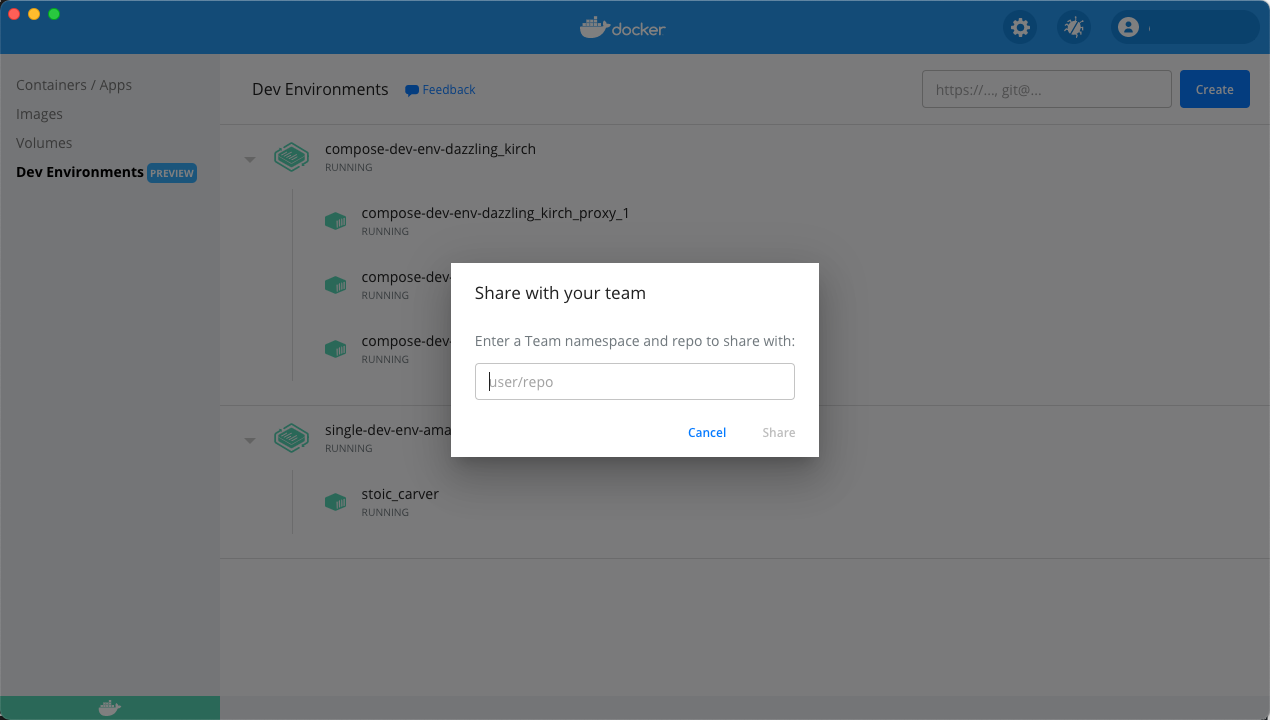 docker
Containers / Apps
Images
Volumes
Dev Environments PREVIEW
Dev Environments
Feedback
https://..., git@...
Create
compose-dev-env-dazzling_kirch
RUNNING
compose-dev-env-dazzling_kirch_proxy_1
RUNNING
compose-dev-
RUNNING
compose-dev-
RUNNING
single-dev-env-ama
RUNNING
stoic_carver
RUNNING
Share with your team
Enter a Team namespace and repo to share with:
user/repo
Cancel
Share